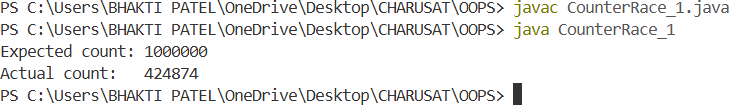 PS C:\Users\BHAKTI PATEL\OneDrive\Desktop\CHARUSAT\OOPS> javac CounterRace_1.java
PS C:\Users\BHAKTI PATEL\OneDrive\Desktop\CHARUSAT\OOPS> java CounterRace_1
Expected count: 1000000
Actual count:   424874
PS C:\Users\BHAKTI PATEL\OneDrive\Desktop\CHARUSAT\OOPS>